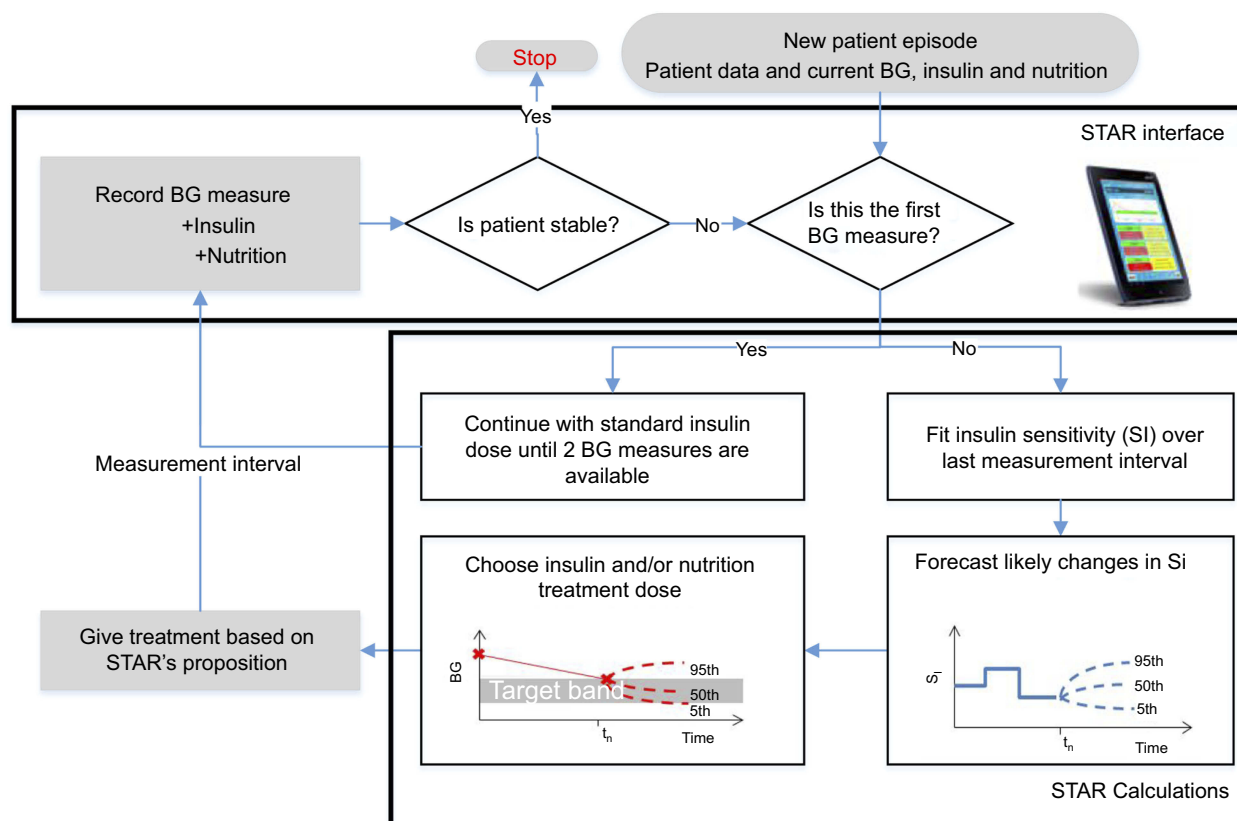 Stop
New patient episode
Patient data and current BG, insulin and nutrition
Yes
STAR interface
Record BG measure
+Insulin
+Nutrition
Is patient stable?
No
Is this the first
BG measure?
Yes
No
Continue with standard insulin
dose until 2 BG measures are
available
Fit insulin sensitivity (SI) over
last measurement interval
Measurement interval
Choose insulin and/or nutrition
treatment dose
Forecast likely changes in Si
Give treatment based on
STAR's proposition
BG
Target band
95th
50th
5th
tn
Time
Si
95th
50th
5th
tn
Time
STAR Calculations